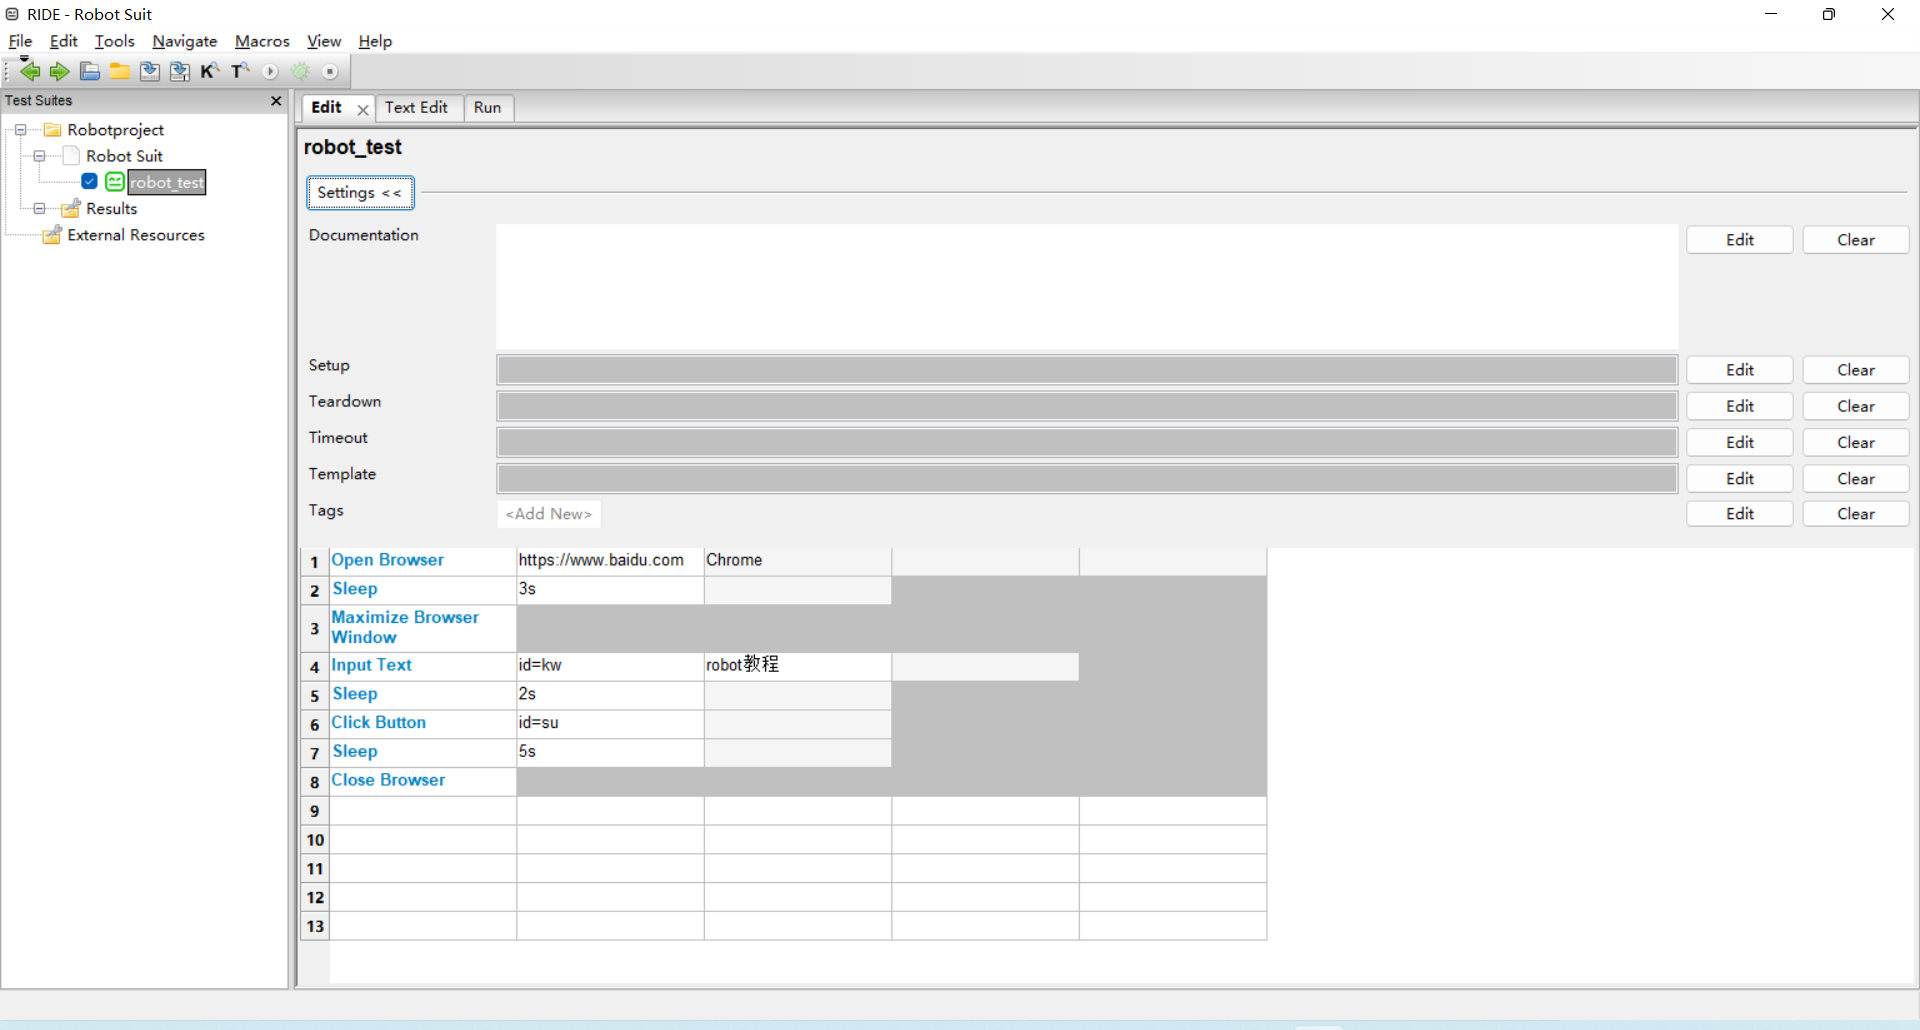 RIDE - Robot Suit
File Edit Tools Navigate Macros View Help
K T
Test Suites
Robotproject
Robot Suit
robot_test
Results
External Resources
Edit Text Edit Run
robot_test
Settings <<
Documentation Edit Clear
Setup Edit Clear
Teardown Edit Clear
Timeout Edit Clear
Template Edit Clear
Tags <Add New> Edit Clear
1 Open Browser https://www.baidu.com Chrome
2 Sleep 3s
3 Maximize Browser
Window
4 Input Text id=kw robot教程
5 Sleep 2s
6 Click Button id=su
7 Sleep 5s
8 Close Browser
9
10
11
12
13